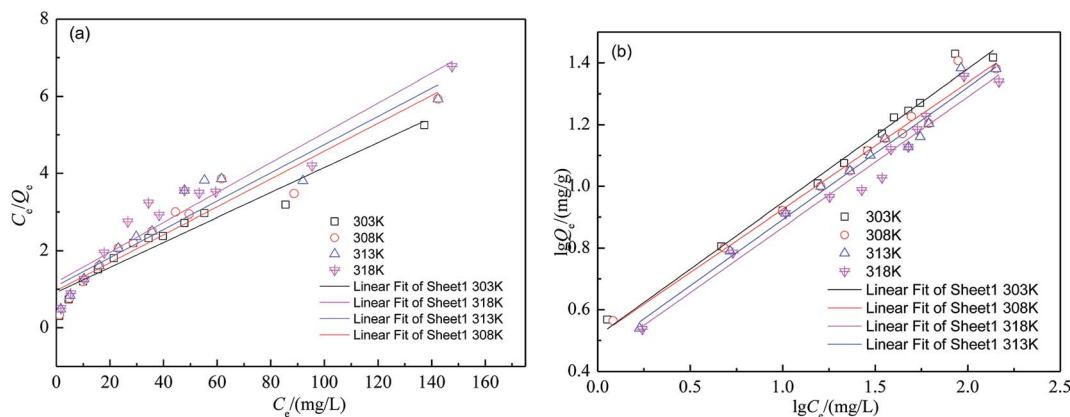 (a)
8
6
4
2
0
C_e/Q_e
303K
308K
313K
318K
Linear Fit of Sheet1 303K
Linear Fit of Sheet1 318K
Linear Fit of Sheet1 313K
Linear Fit of Sheet1 308K
0 20 40 60 80 100 120 140 160
C_e/(mg/L)
(b)
1.4
1.2
1.0
0.8
0.6
0.4
lgQ_e/(mg/g)
303K
308K
313K
318K
Linear Fit of Sheet1 303K
Linear Fit of Sheet1 308K
Linear Fit of Sheet1 318K
Linear Fit of Sheet1 313K
0.0 0.5 1.0 1.5 2.0 2.5
lgC_e/(mg/L)